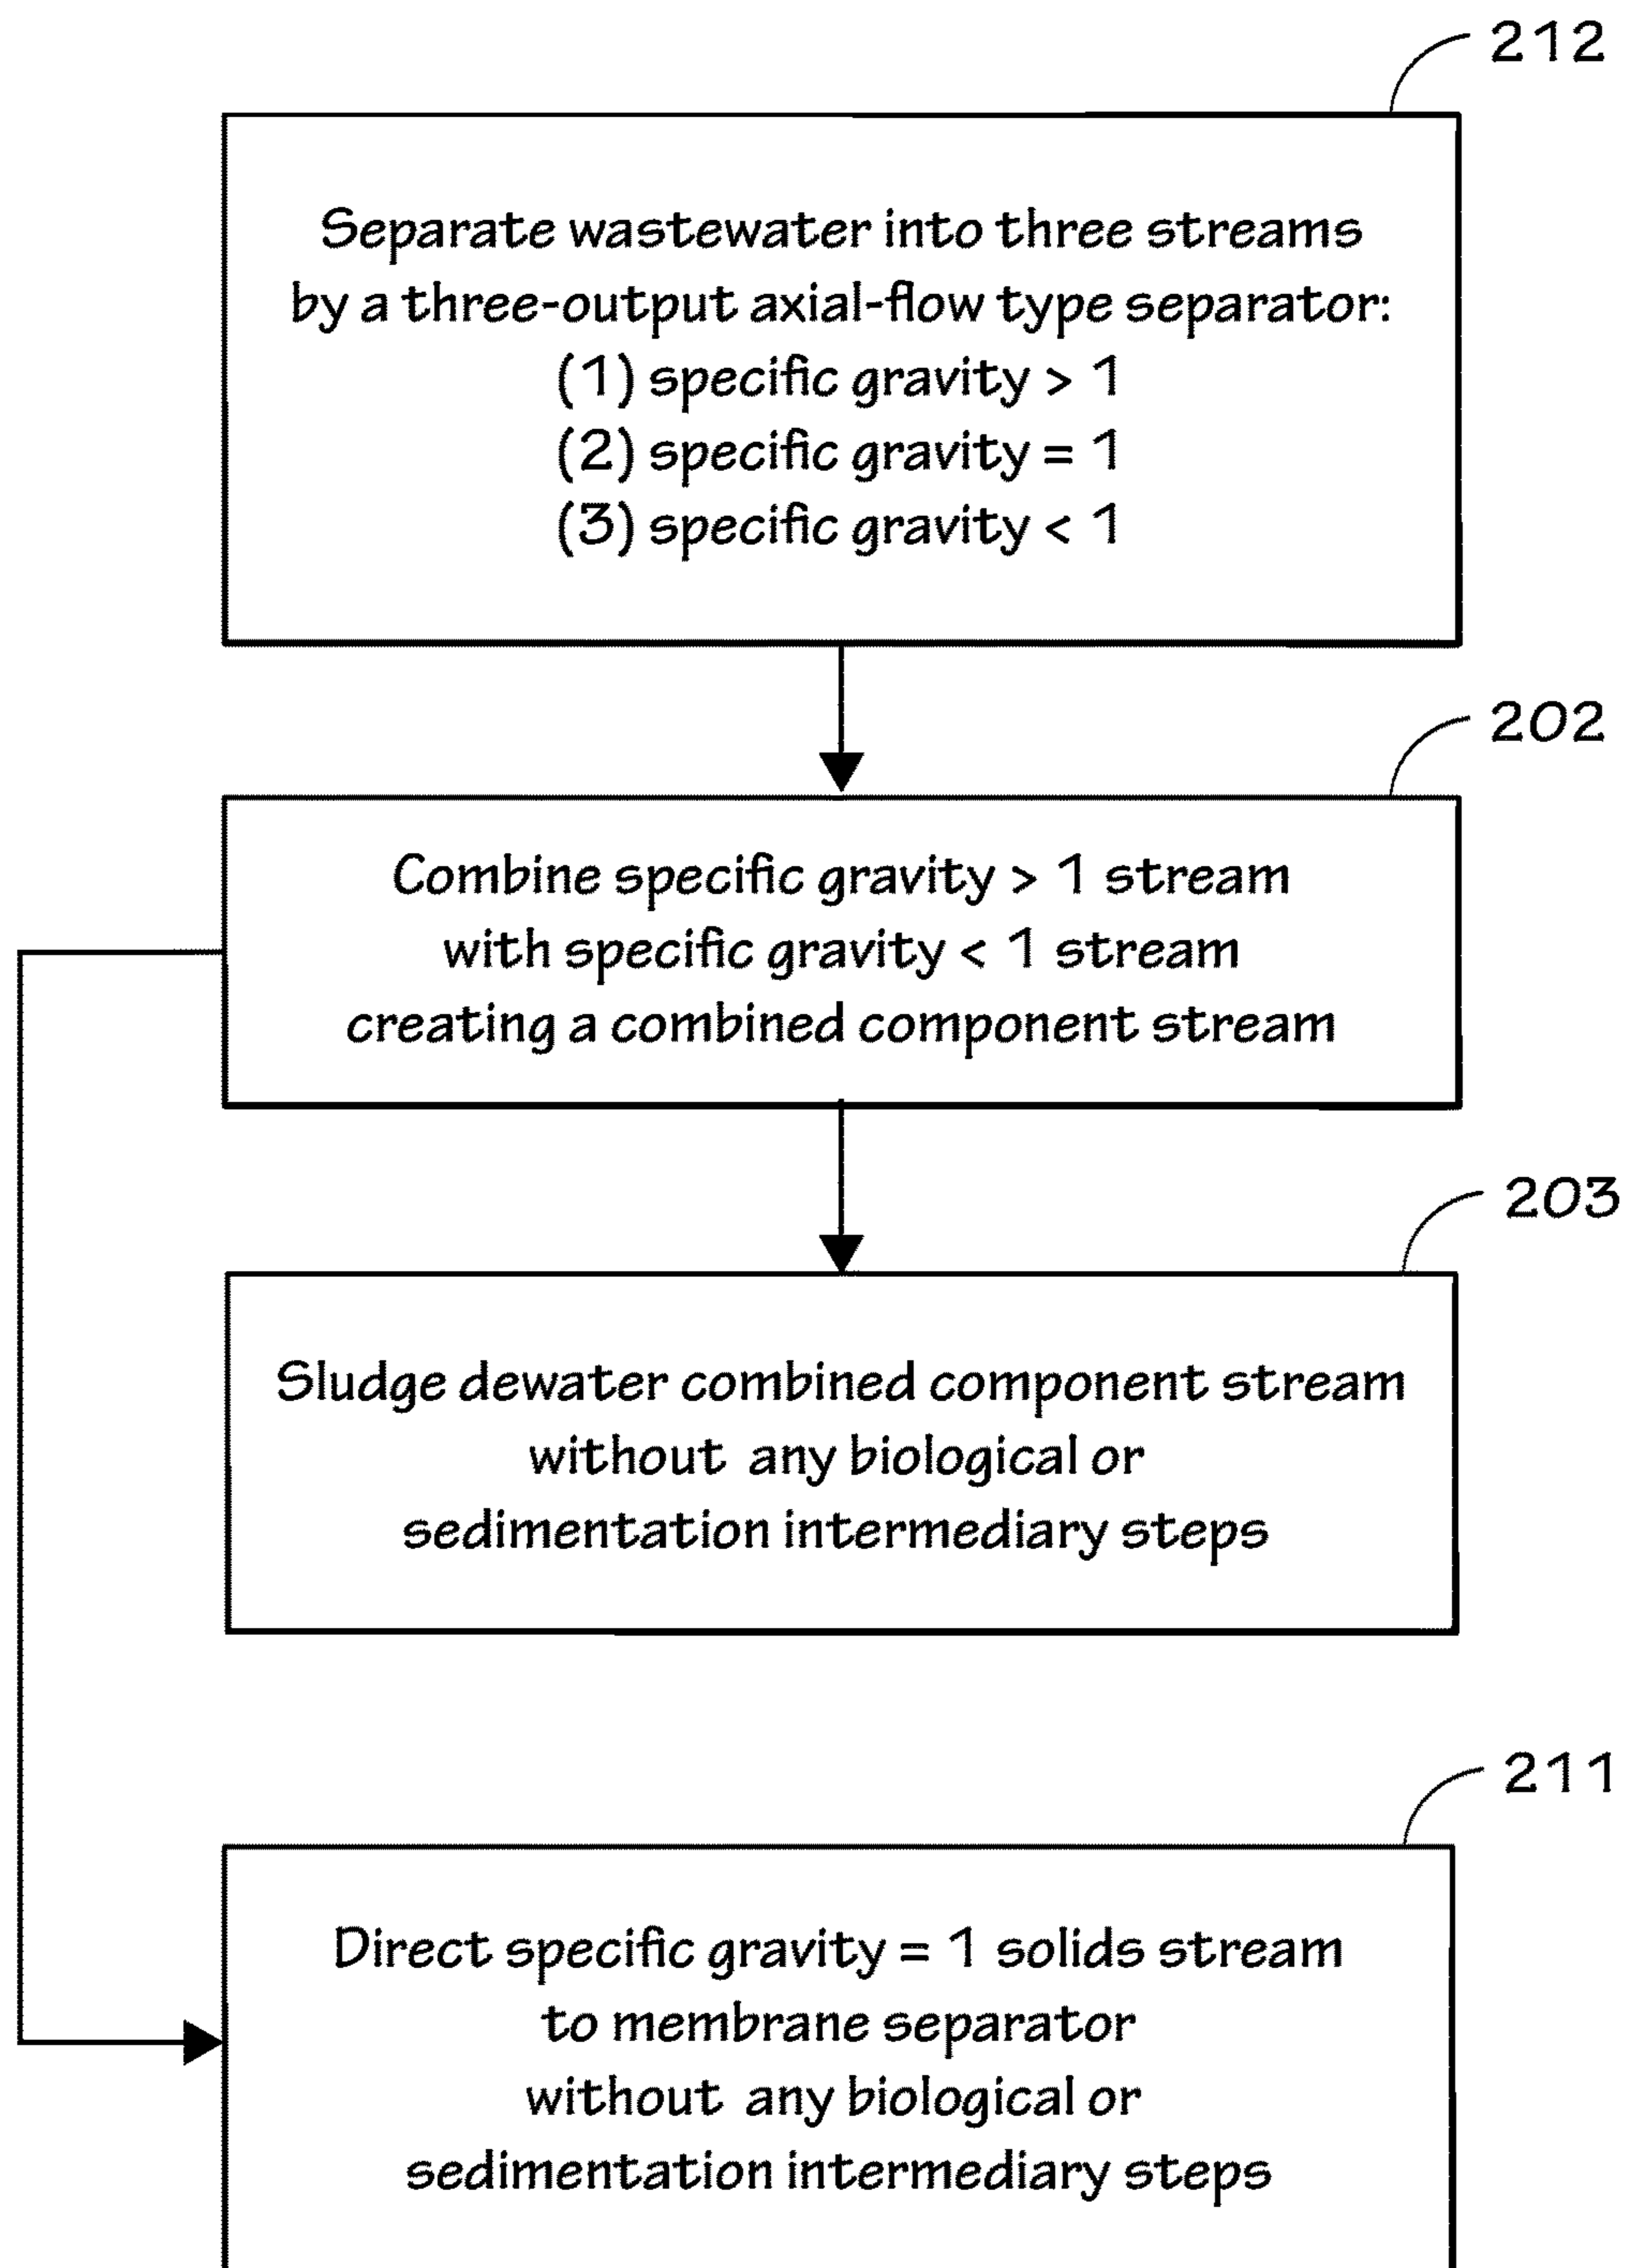 212
Separate wastewater into three streams
by a three-output axial-flow type separator:
(1) specific gravity > 1
(2) specific gravity = 1
(3) specific gravity < 1
202
Combine specific gravity > 1 stream
with specific gravity < 1 stream
creating a combined component stream
203
Sludge dewater combined component stream
without any biological or
sedimentation intermediary steps
211
Direct specific gravity = 1 solids stream
to membrane separator
without any biological or
sedimentation intermediary steps